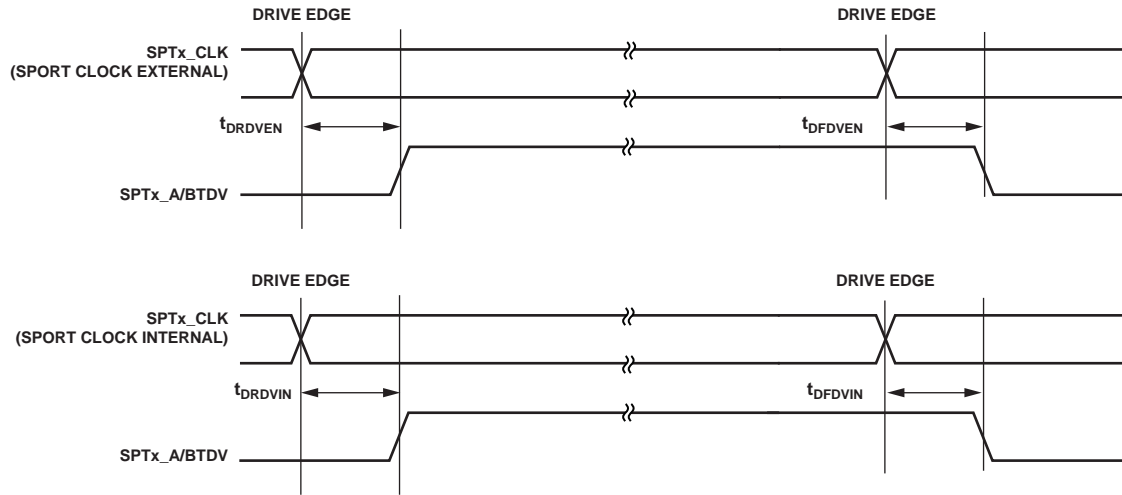 DRIVE EDGE
DRIVE EDGE
SPTx_CLK
(SPORT CLOCK EXTERNAL)
tDRDVEN
tDFDVEN
SPTx_A/BTDV
DRIVE EDGE
DRIVE EDGE
SPTx_CLK
(SPORT CLOCK INTERNAL)
tDRDVIN
tDFDVIN
SPTx_A/BTDV